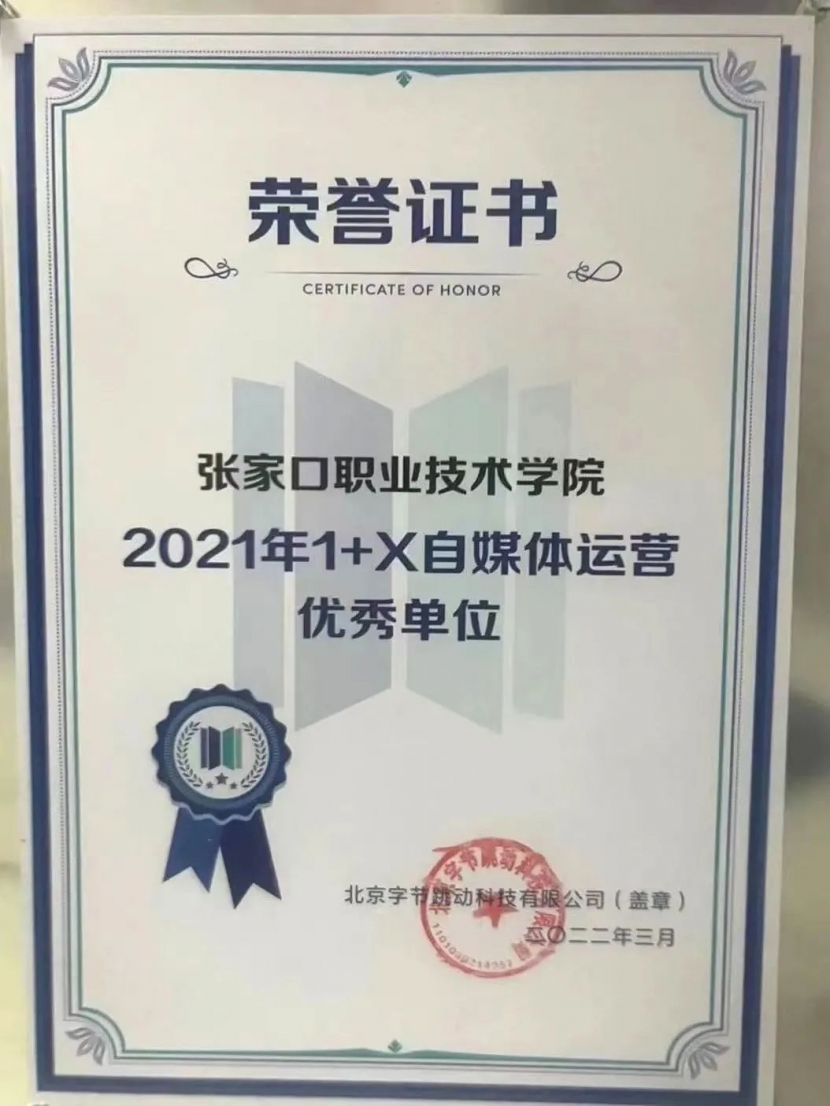 荣誉证书
CERTIFICATE OF HONOR
张家口职业技术学院
2021年1+X自媒体运营
优秀单位
北京字节跳动科技有限公司（盖章）
二〇二二年三月